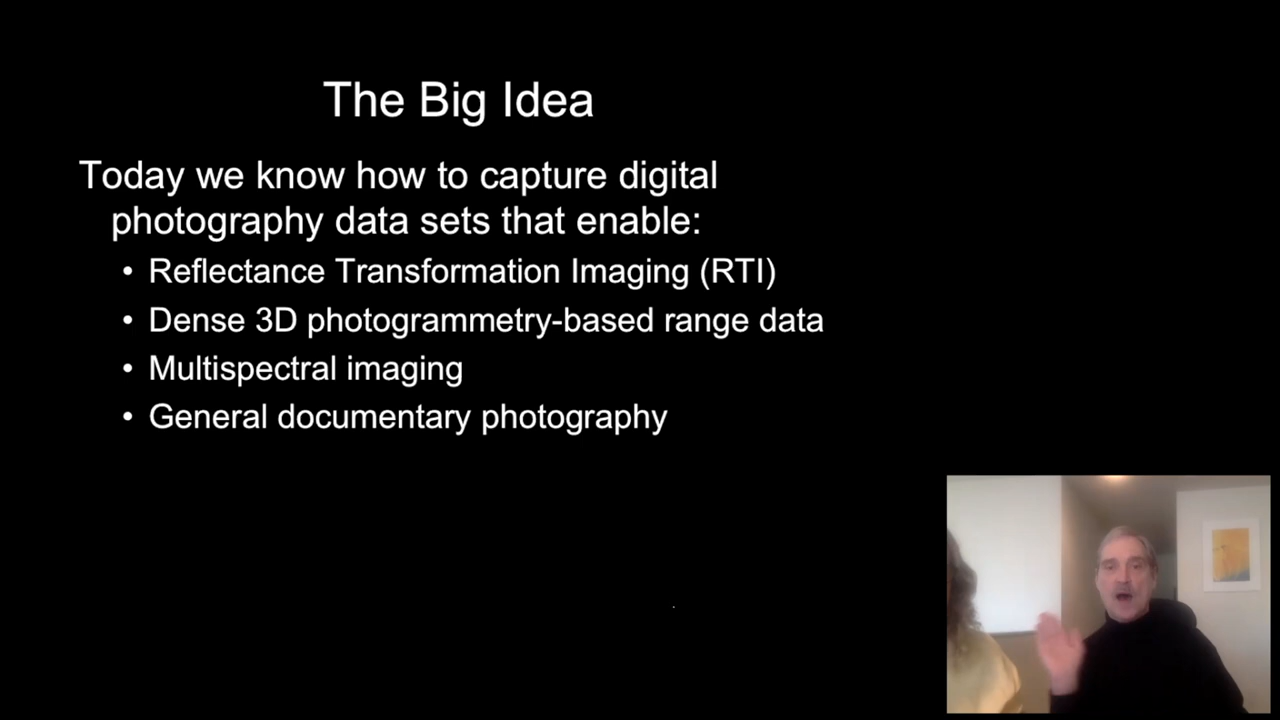 The Big Idea
Today we know how to capture digital
photography data sets that enable:
• Reflectance Transformation Imaging (RTI)
• Dense 3D photogrammetry-based range data
• Multispectral imaging
• General documentary photography